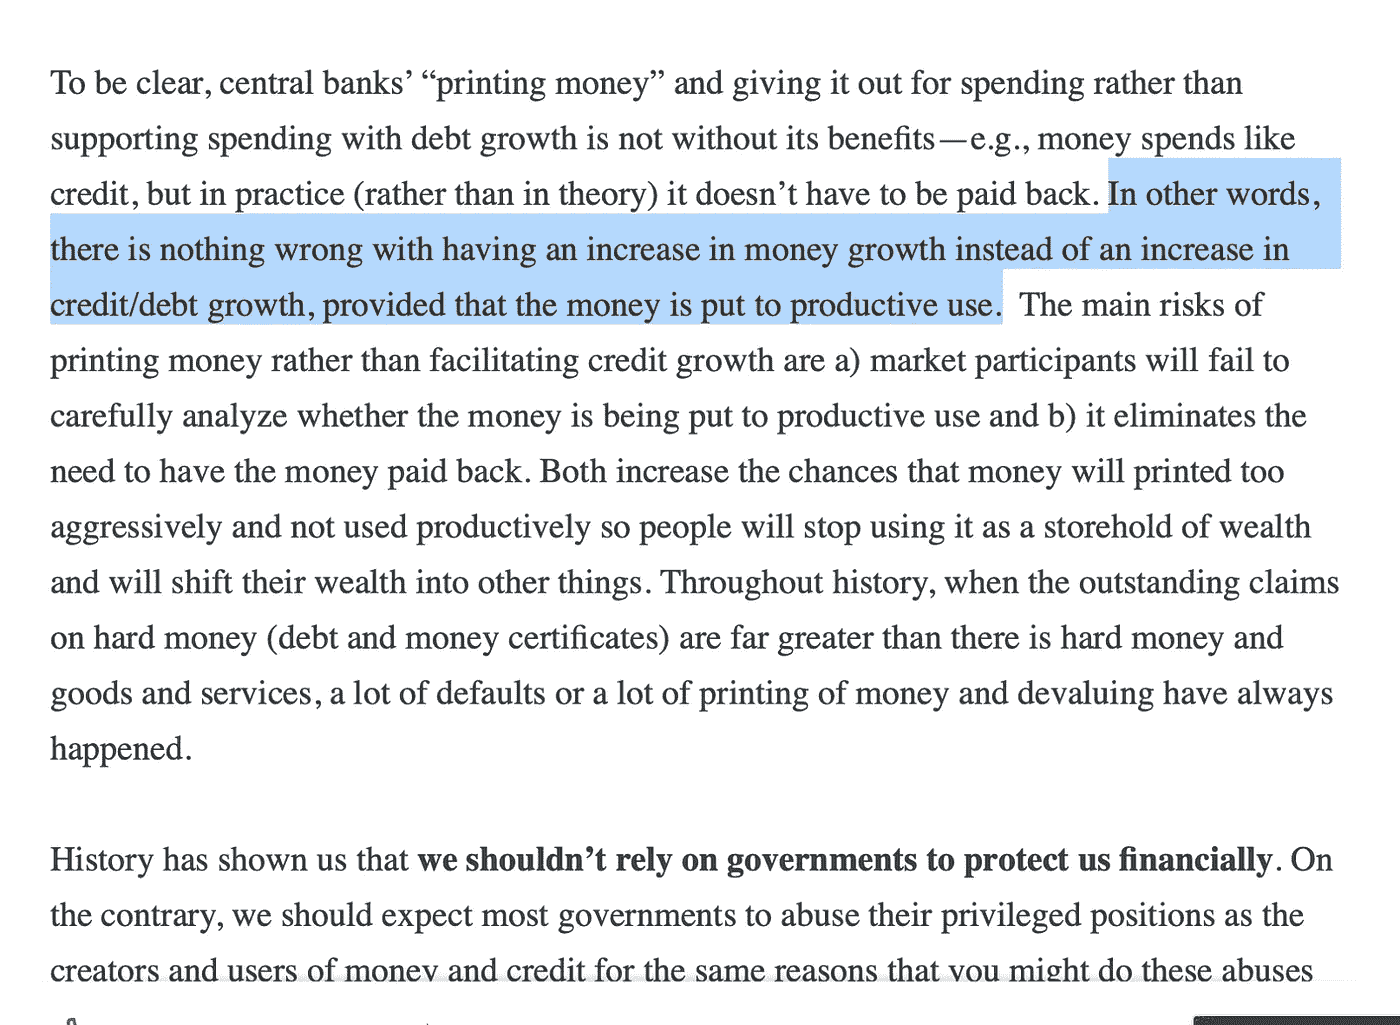 To be clear, central banks’ “printing money” and giving it out for spending rather than
supporting spending with debt growth is not without its benefits—e.g., money spends like
credit, but in practice (rather than in theory) it doesn’t have to be paid back. In other words,
there is nothing wrong with having an increase in money growth instead of an increase in
credit/debt growth, provided that the money is put to productive use.  The main risks of
printing money rather than facilitating credit growth are a) market participants will fail to
carefully analyze whether the money is being put to productive use and b) it eliminates the
need to have the money paid back. Both increase the chances that money will printed too
aggressively and not used productively so people will stop using it as a storehold of wealth
and will shift their wealth into other things. Throughout history, when the outstanding claims
on hard money (debt and money certificates) are far greater than there is hard money and
goods and services, a lot of defaults or a lot of printing of money and devaluing have always
happened.
History has shown us that we shouldn’t rely on governments to protect us financially. On
the contrary, we should expect most governments to abuse their privileged positions as the
creators and users of money and credit for the same reasons that you might do these abuses